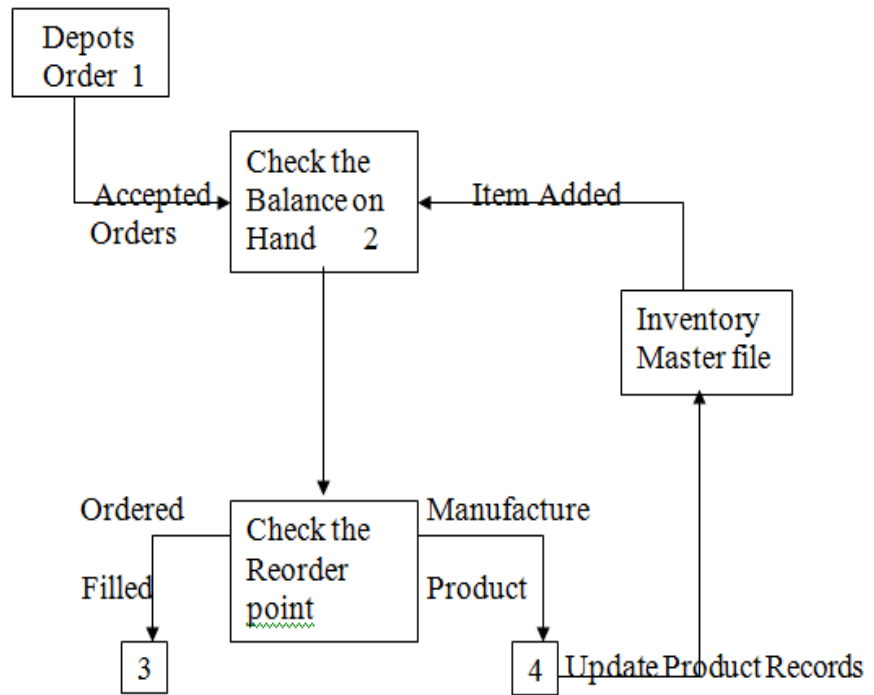 Depots
Order 1
Check the
Balance on
Hand 2
Accepted
Orders
Item Added
Inventory
Master file
Ordered
Filled
Check the
Reorder
point
Manufacture
Product
3
4
Update Product Records